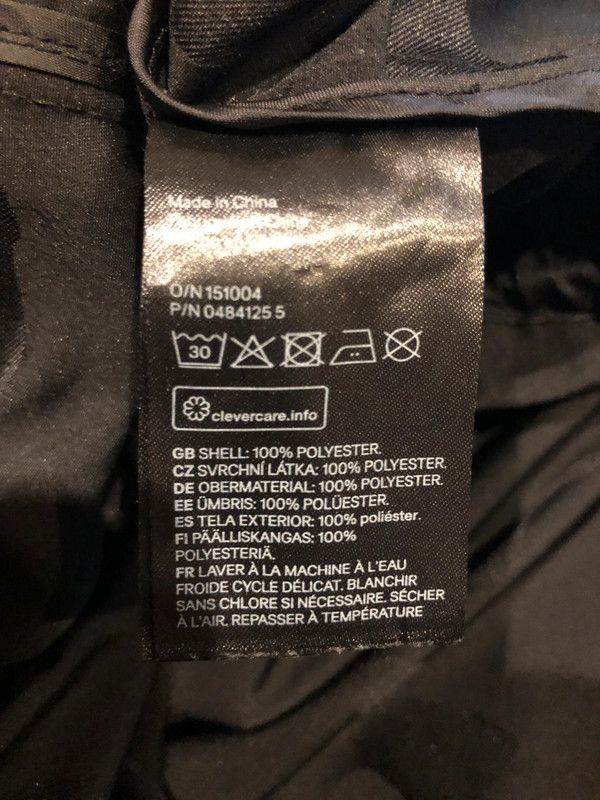 Made in China
O/N 151004
P/N 0484125 5
30
clevercare.info
GB SHELL: 100% POLYESTER.
CZ SVRCHNÍ LÁTKA: 100% POLYESTER.
DE OBERMATERIAL: 100% POLYESTER.
EE ÜMBRIS: 100% POLÜESTER.
ES TELA EXTERIOR: 100% poliéster.
FI PÄÄLLISKANGAS: 100%
POLYESTERIÄ.
FR LAVER À LA MACHINE À L'EAU
FROIDE CYCLE DÉLICAT. BLANCHIR
SANS CHLORE SI NÉCESSAIRE. SÉCHER
À L'AIR. REPASSER À TEMPÉRATURE